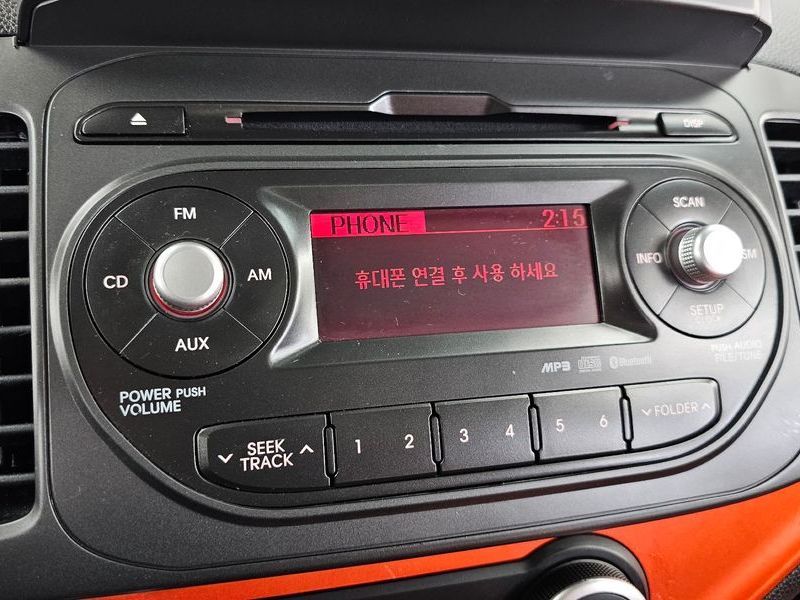 DISP
FM
CD
AM
AUX
POWER PUSH
VOLUME
PHONE 2:15
휴대폰 연결 후 사용 하세요
SCAN
INFO
SETUP
CLOCK
PUSH AUDIO
FILE/TUNE
MP3
Bluetooth
SEEK
TRACK
1 2
3 4
5 6
FOLDER